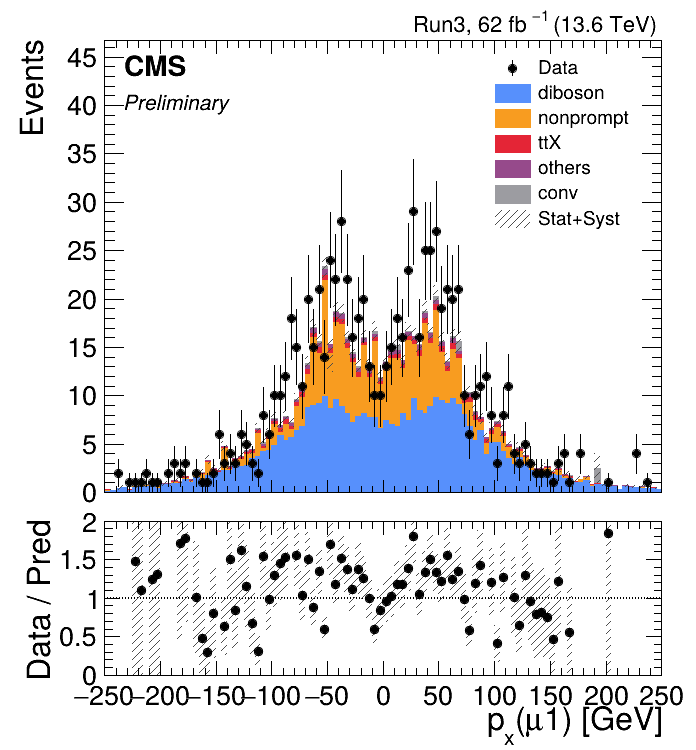 Run3, 62 fb⁻¹ (13.6 TeV)
CMS
Preliminary
Events
45
40
35
30
25
20
15
10
5
0
Data
diboson
nonprompt
ttX
others
conv
Stat+Syst
Data / Pred
2
1.5
1
0.5
0
−250 −200 −150 −100 −50 0 50 100 150 200 250
pₓ(μ1) [GeV]